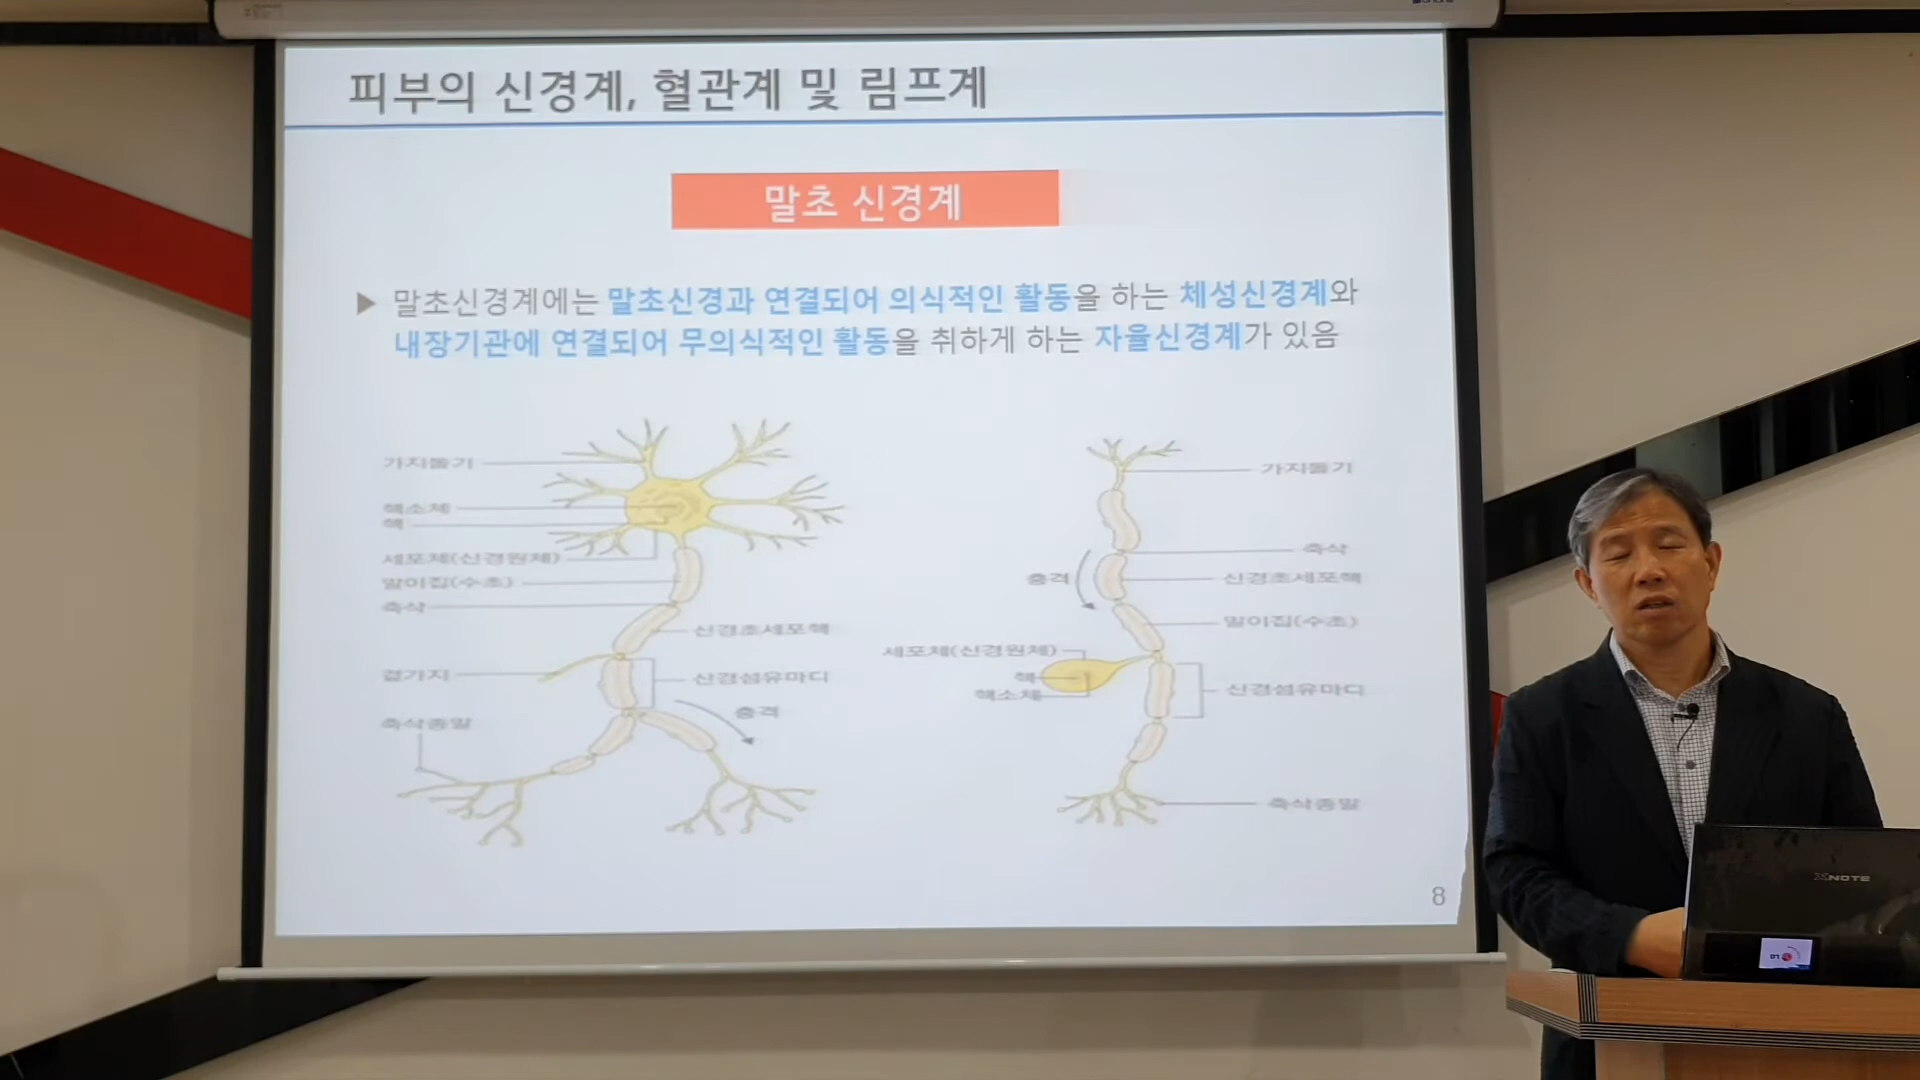 피부의 신경계, 혈관계 및 림프계
말초 신경계
▶ 말초신경계에는 말초신경과 연결되어 의식적인 활동을 하는 체성신경계와
내장기관에 연결되어 무의식적인 활동을 취하게 하는 자율신경계가 있음
가지돌기
핵소체
핵
세포체(신경원체)
말이집(수초)
축삭
신경초세포핵
곁가지
신경섬유마디
충격
축삭종말
가지돌기
축삭
충격
신경초세포핵
말이집(수초)
세포체(신경원체)
핵
핵소체
신경섬유마디
축삭종말
8
XNOTE
LG